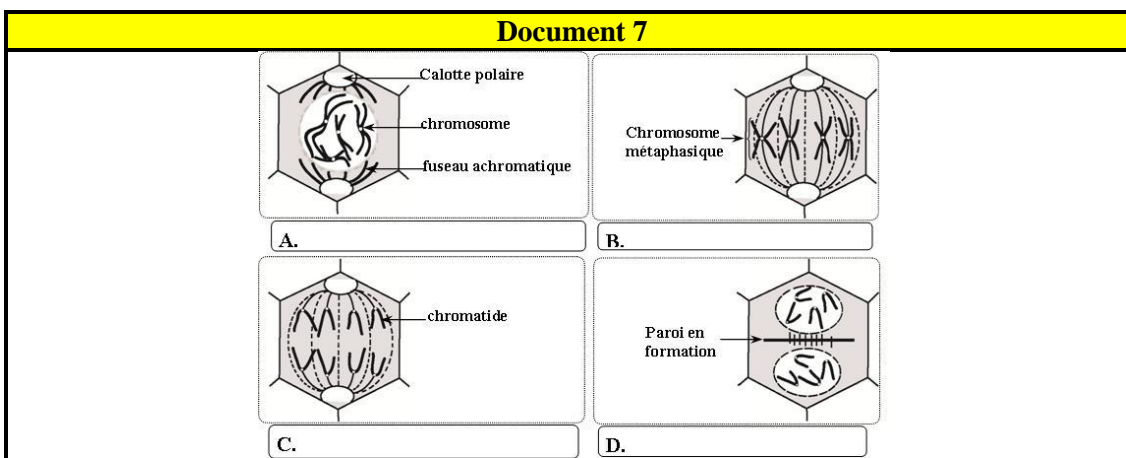 Document 7
Calotte polaire
chromosome
fuseau achromatique
A.
Chromosome
métaphasique
B.
chromatide
C.
Paroi en
formation
D.